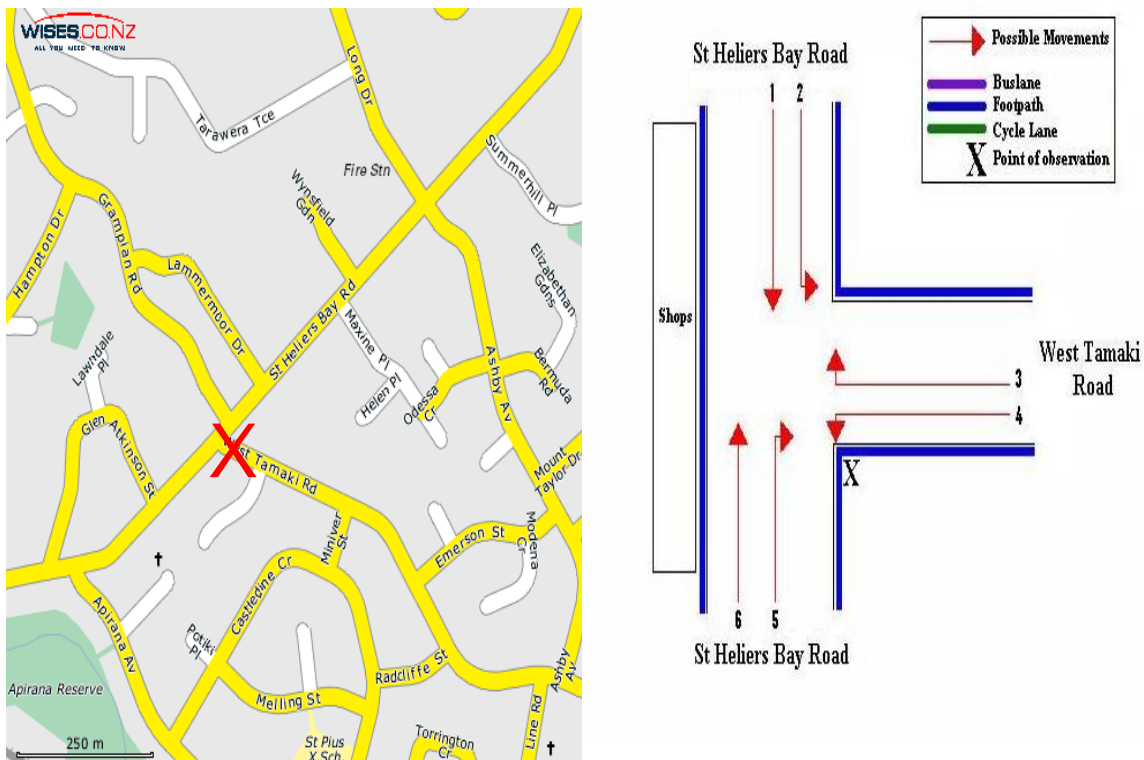 WISES.CO.NZ
ALL YOU NEED TO KNOW
Long Dr
Tarawera Tce
Fire Stn
Summerhill Pl
Wynsfield
Gdn
Hampton Dr
Grampian Rd
Lammermoor Dr
Elizabethan
Gdns
St Heliers Bay Rd
Maxine Pl
Lawndale
Pl
Helen Pl
Odessa
Cr
Ashby Av
Bermuda
Rd
Glen Atkinson St
X
West Tamaki Rd
Mount
Taylor Dr
Miniver
St
Emerson St
Modena
Cr
Castledine Cr
Apirana Av
Potiki
Pl
Radcliffe St
Ashby
Av
Apirana Reserve
Melling St
Line Rd
250 m
St Pius
X Sch
Torrington
Cr
St Heliers Bay Road
1 2
Possible Movements
Buslane
Footpath
Cycle Lane
X Point of observation
Shops
West Tamaki
Road
3
4
X
6 5
St Heliers Bay Road